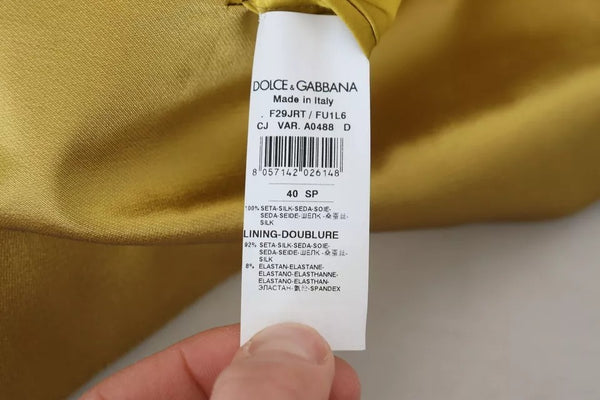 DOLCE & GABBANA
Made in Italy
. F29JRT / FU1L6
CJ VAR. A0488 D
8 057142 026148
40 SP
100% SETA-SILK-SEDA-SOIE-
SEDA-SEIDE-ШЕЛК-桑蚕丝-
SILK
LINING-DOUBLURE
92% SETA-SILK-SEDA-SOIE-
SEDA-SEIDE-ШЕЛК-桑蚕丝-
SILK
8% ELASTAN-ELASTANE-
ELASTANO-ELASTHANNE-
ELASTANO-ELASTHAN-
ЭЛАСТАН-氨纶-SPANDEX